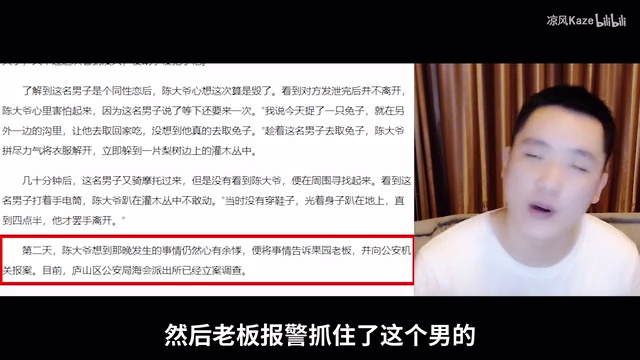 凉风Kaze bilibili
了解到这名男子是个同性恋后，陈大爷心想这次算是毁了。看到对方发泄完后并不离开，
陈大爷心里害怕起来，因为这名男子说了等下还要来一次。“我说今天捉了一只兔子，就在另
外一边的沟里，让他去取回家吃，没想到他真的去取兔子。”趁着这名男子去取兔子，陈大爷
拼尽力气将衣服解开，立即躲到一片梨树边上的灌木丛中。
几十分钟后，这名男子又骑摩托过来，但是没有看到陈大爷，便在周围寻找起来。看到这
名男子打着手电筒，陈大爷趴在灌木丛中不敢动。“当时没有穿鞋子，光着身子趴在地上，直
到四点半，他才罢手离开。”
第二天，陈大爷想到那晚发生的事情仍然心有余悸，便将事情告诉果园老板，并向公安机
关报案。目前，庐山区公安局海会派出所已经立案调查。
然后老板报警抓住了这个男的